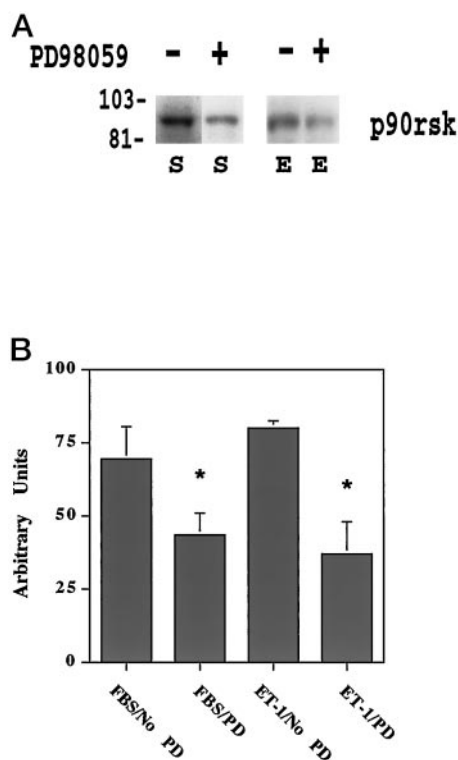 A
PD98059 - + - +
103-
81-
p90rsk
S S E E
B
100
75
50
25
0
Arbitrary Units
* *
FBS/No PD
FBS/PD
ET-1/No PD
ET-1/PD